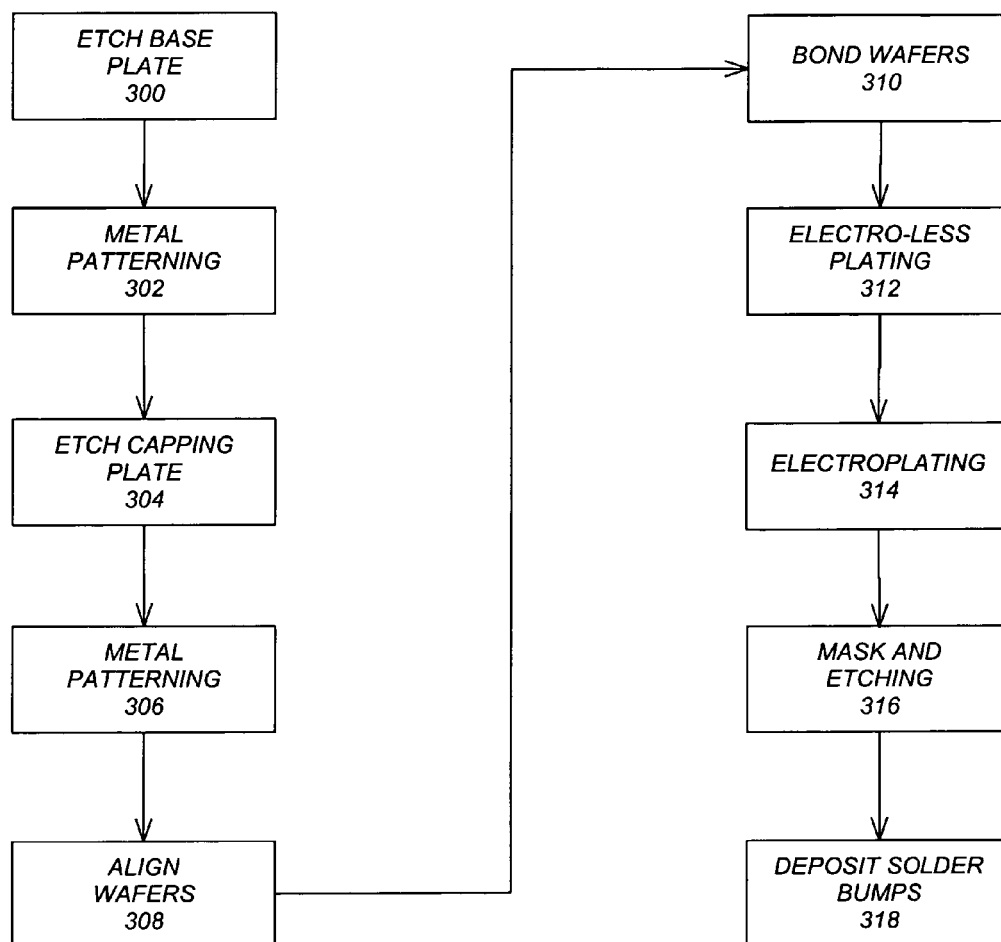 ETCH BASE
PLATE
300
METAL
PATTERNING
302
ETCH CAPPING
PLATE
304
METAL
PATTERNING
306
ALIGN
WAFERS
308
BOND WAFERS
310
ELECTRO-LESS
PLATING
312
ELECTROPLATING
314
MASK AND
ETCHING
316
DEPOSIT SOLDER
BUMPS
318